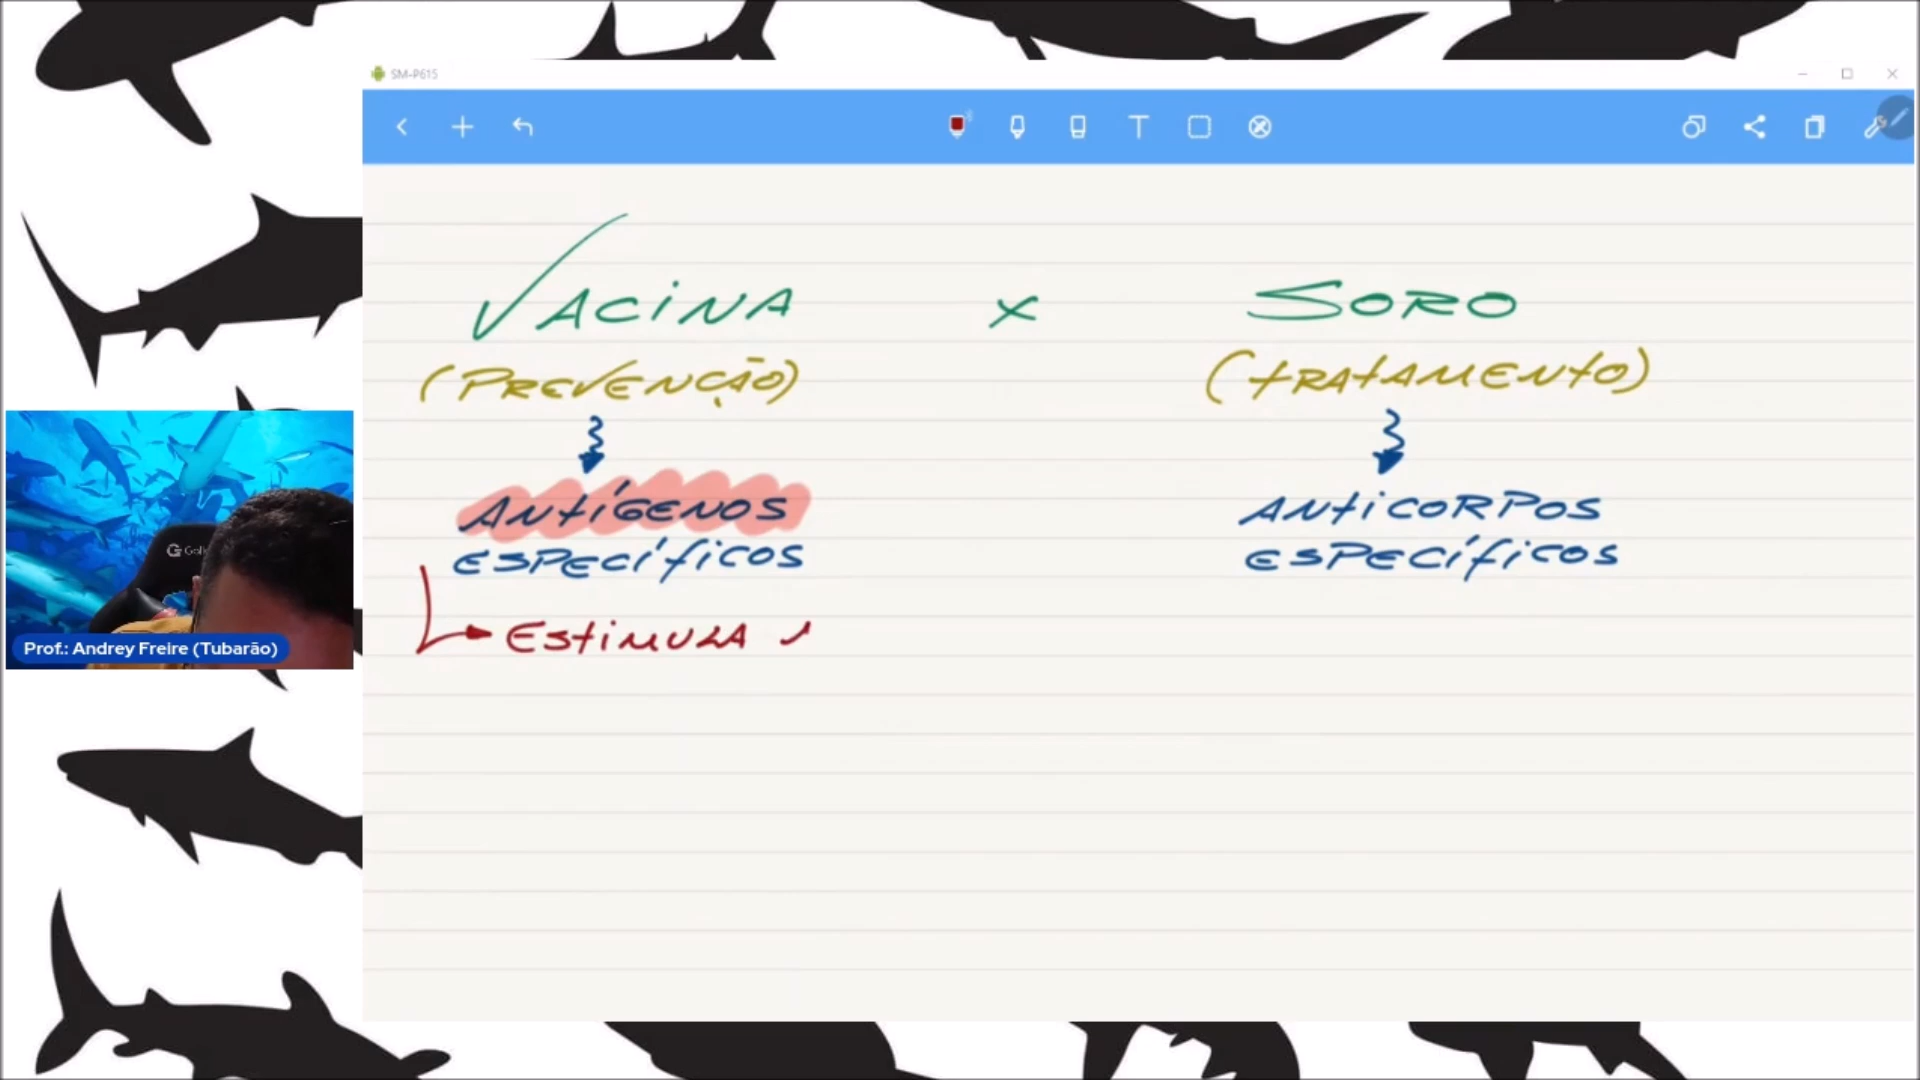 SM-P615
VACINA x SORO
(PREVENÇÃO) (TRATAMENTO)
ANTÍGENOS ANTICORPOS
ESPECÍFICOS ESPECÍFICOS
ESTIMULA
Prof.: Andrey Freire (Tubarão)